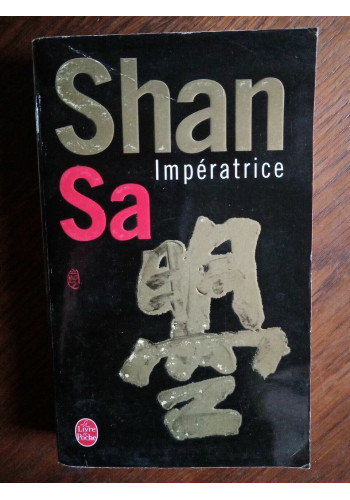 Shan
Impératrice
Sa
曌
Le Livre
de Poche